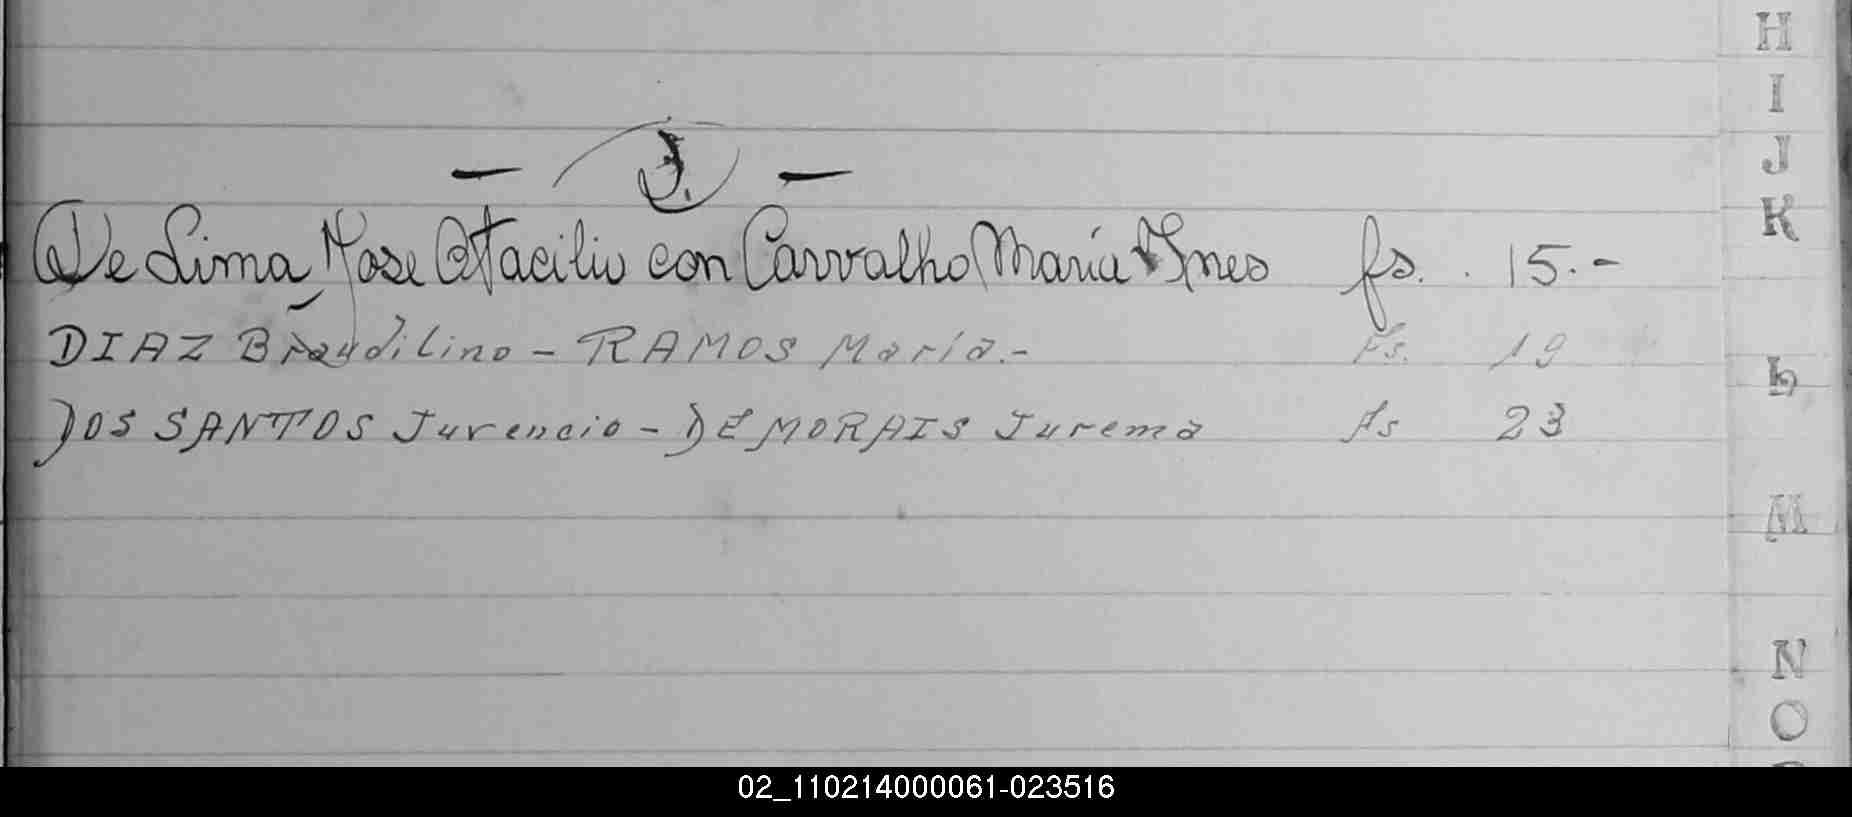 H
I
J
K
De Lima Jose Otacilio con Carvalho Maria Ines fs. 15.-
DIAZ Braudilino - RAMOS María.- Fs. 19
L
DOS SANTOS Juvencio - DE MORAIS Jurema Fs 23
M
N
O
02_110214000061-023516